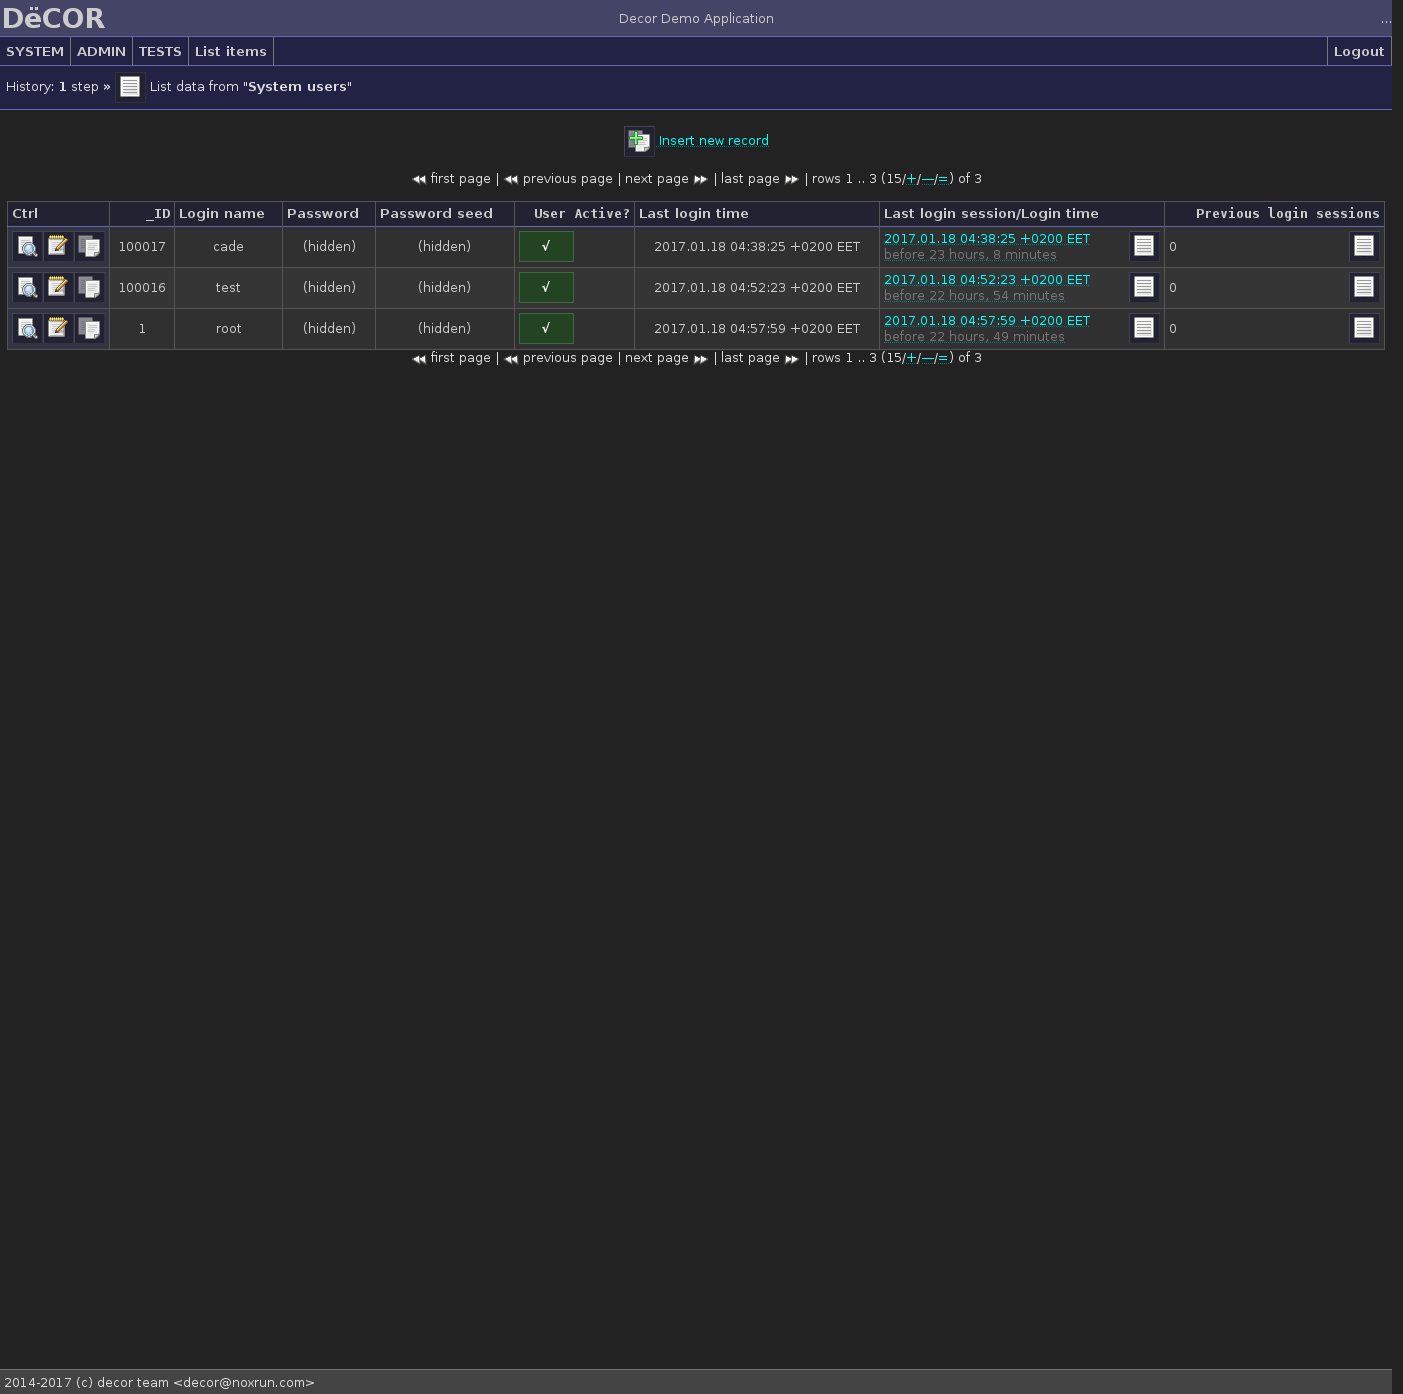 DëCOR Decor Demo Application ...
SYSTEM ADMIN TESTS List items Logout
History: 1 step » List data from "System users"
Insert new record
first page | previous page | next page | last page | rows 1 .. 3 (15/+/—/=) of 3
Ctrl _ID Login name Password Password seed User Active? Last login time Last login session/Login time Previous login sessions
100017 cade (hidden) (hidden) √ 2017.01.18 04:38:25 +0200 EET 2017.01.18 04:38:25 +0200 EET 0
before 23 hours, 8 minutes
100016 test (hidden) (hidden) √ 2017.01.18 04:52:23 +0200 EET 2017.01.18 04:52:23 +0200 EET 0
before 22 hours, 54 minutes
1 root (hidden) (hidden) √ 2017.01.18 04:57:59 +0200 EET 2017.01.18 04:57:59 +0200 EET 0
before 22 hours, 49 minutes
first page | previous page | next page | last page | rows 1 .. 3 (15/+/—/=) of 3
2014-2017 (c) decor team <decor@noxrun.com>